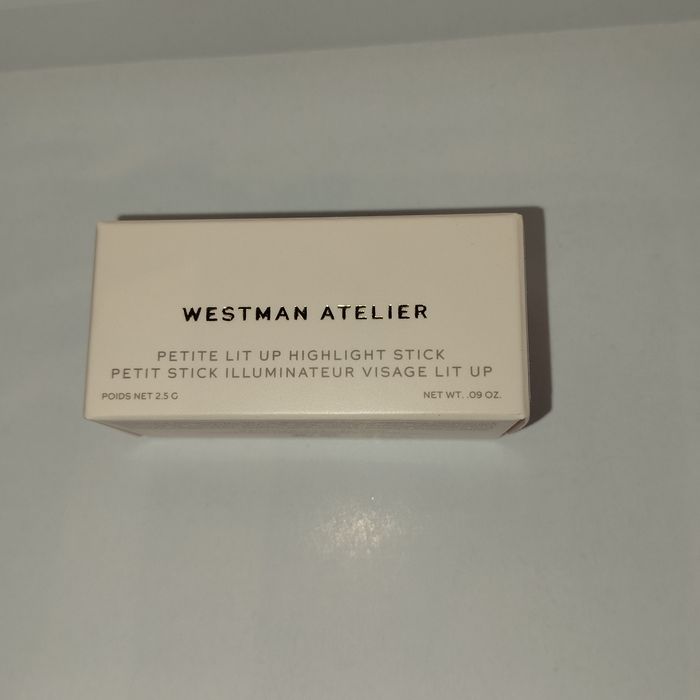 WESTMAN ATELIER
PETITE LIT UP HIGHLIGHT STICK
PETIT STICK ILLUMINATEUR VISAGE LIT UP
POIDS NET 2.5 G NET WT. .09 OZ.